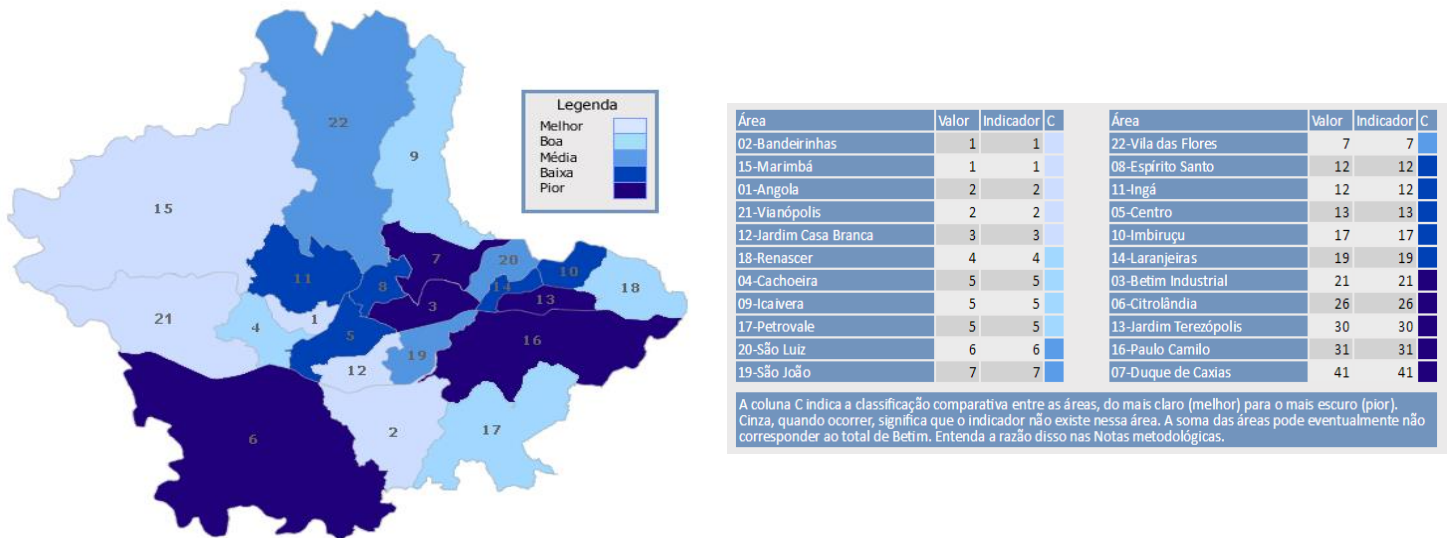 Legenda
Melhor
Boa
Média
Baixa
Pior
22
9
15
7
20
10
11
8
14
18
13
3
21
4
1
5
16
19
12
6
2
17
Área Valor Indicador C
02-Bandeirinhas 1 1
15-Marimbá 1 1
01-Angola 2 2
21-Vianópolis 2 2
12-Jardim Casa Branca 3 3
18-Renascer 4 4
04-Cachoeira 5 5
09-Icaivera 5 5
17-Petrovale 5 5
20-São Luiz 6 6
19-São João 7 7
Área Valor Indicador C
22-Vila das Flores 7 7
08-Espírito Santo 12 12
11-Ingá 12 12
05-Centro 13 13
10-Imbiruçu 17 17
14-Laranjeiras 19 19
03-Betim Industrial 21 21
06-Citrolândia 26 26
13-Jardim Terezópolis 30 30
16-Paulo Camilo 31 31
07-Duque de Caxias 41 41
A coluna C indica a classificação comparativa entre as áreas, do mais claro (melhor) para o mais escuro (pior).
Cinza, quando ocorrer, significa que o indicador não existe nessa área. A soma das áreas pode eventualmente não
corresponder ao total de Betim. Entenda a razão disso nas Notas metodológicas.